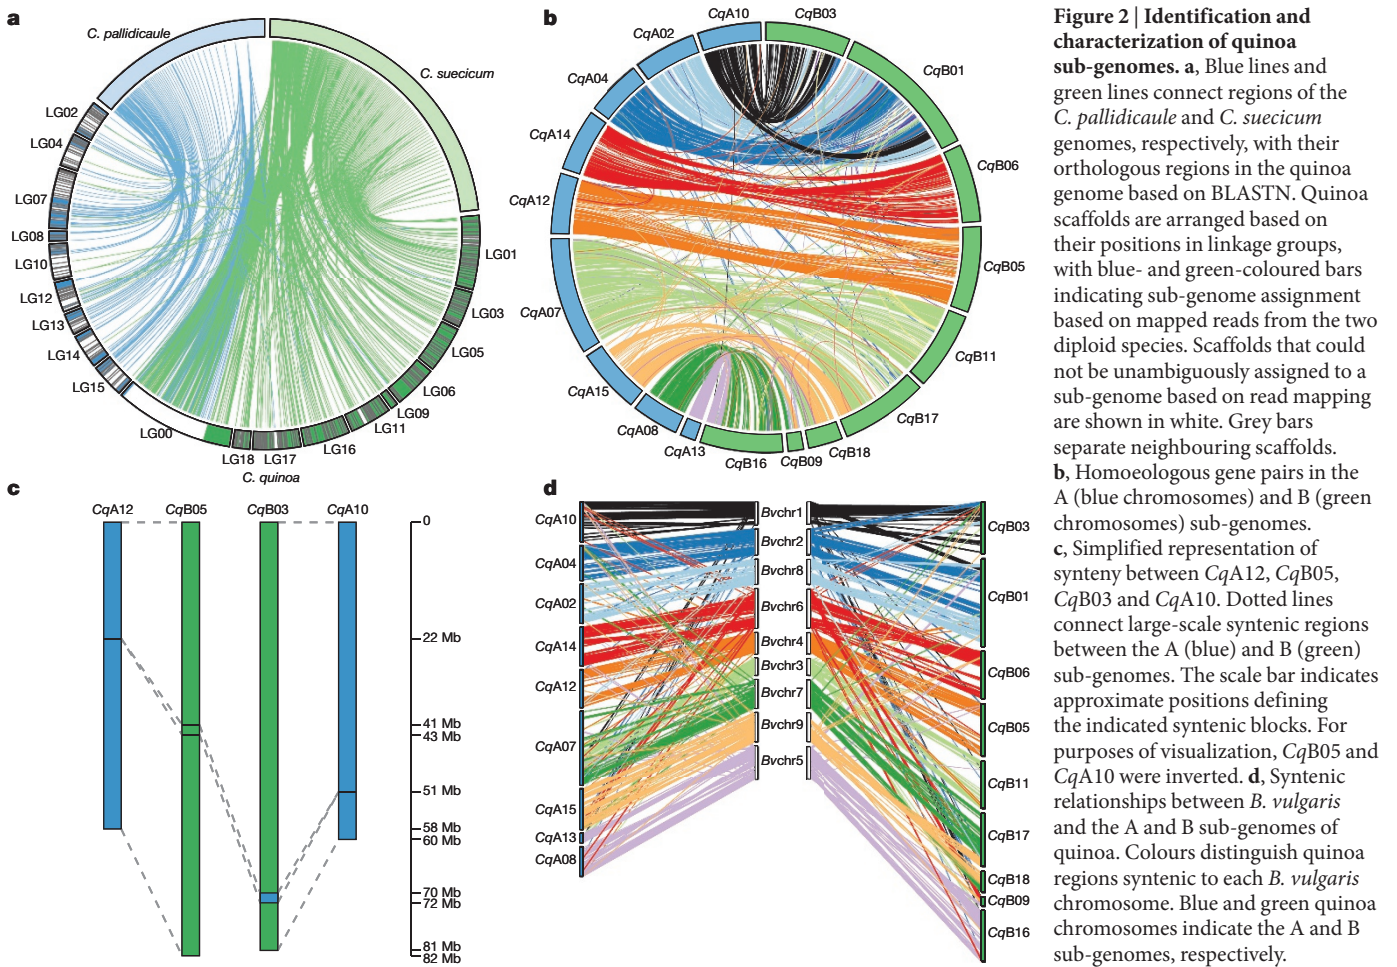 a
C. pallidicaule
C. suecicum
LG02
LG04
LG07
LG08
LG10
LG12
LG13
LG14
LG15
LG00
LG18
LG17
LG16
LG11
LG09
LG06
LG05
LG03
LG01
C. quinoa
b
CqA10
CqB03
CqA02
CqB01
CqA04
CqA14
CqB06
CqA12
CqB05
CqA07
CqB11
CqA15
CqB17
CqA08
CqA13
CqB16
CqB09
CqB18
c
CqA12
CqB05
CqB03
CqA10
0
22 Mb
41 Mb
43 Mb
51 Mb
58 Mb
60 Mb
70 Mb
72 Mb
81 Mb
82 Mb
d
CqA10
CqA04
CqA02
CqA14
CqA12
CqA07
CqA15
CqA13
CqA08
Bvchr1
Bvchr2
Bvchr8
Bvchr6
Bvchr4
Bvchr3
Bvchr7
Bvchr9
Bvchr5
CqB03
CqB01
CqB06
CqB05
CqB11
CqB17
CqB18
CqB09
CqB16
Figure 2 | Identification and
characterization of quinoa
sub-genomes. a, Blue lines and
green lines connect regions of the
C. pallidicaule and C. suecicum
genomes, respectively, with their
orthologous regions in the quinoa
genome based on BLASTN. Quinoa
scaffolds are arranged based on
their positions in linkage groups,
with blue- and green-coloured bars
indicating sub-genome assignment
based on mapped reads from the two
diploid species. Scaffolds that could
not be unambiguously assigned to a
sub-genome based on read mapping
are shown in white. Grey bars
separate neighbouring scaffolds.
b, Homoeologous gene pairs in the
A (blue chromosomes) and B (green
chromosomes) sub-genomes.
c, Simplified representation of
synteny between CqA12, CqB05,
CqB03 and CqA10. Dotted lines
connect large-scale syntenic regions
between the A (blue) and B (green)
sub-genomes. The scale bar indicates
approximate positions defining
the indicated syntenic blocks. For
purposes of visualization, CqB05 and
CqA10 were inverted. d, Syntenic
relationships between B. vulgaris
and the A and B sub-genomes of
quinoa. Colours distinguish quinoa
regions syntenic to each B. vulgaris
chromosome. Blue and green quinoa
chromosomes indicate the A and B
sub-genomes, respectively.